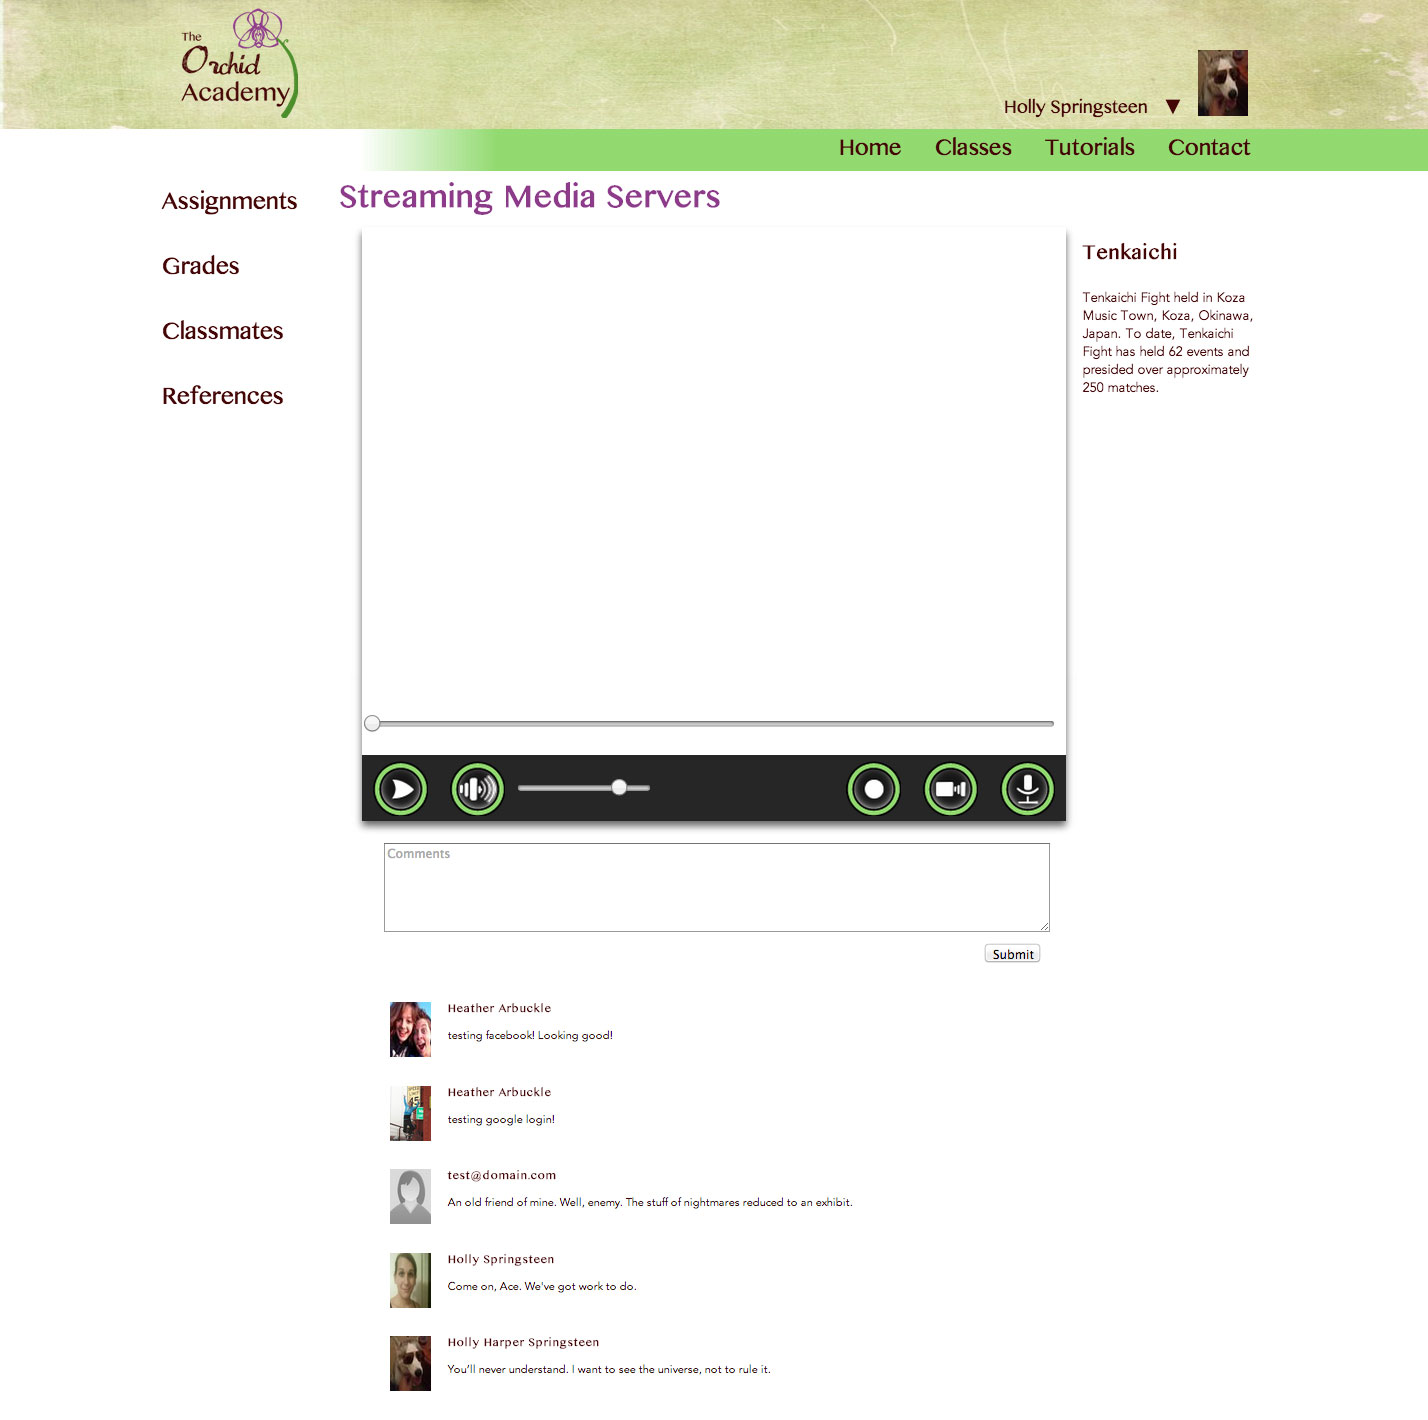 The
Orchid
Academy
Holly Springsteen ▼
Home Classes Tutorials Contact
Assignments
Grades
Classmates
References
Streaming Media Servers
Tenkaichi
Tenkaichi Fight held in Koza
Music Town, Koza, Okinawa,
Japan. To date, Tenkaichi
Fight has held 62 events and
presided over approximately
250 matches.
Comments
Submit
Heather Arbuckle
testing facebook! Looking good!
Heather Arbuckle
testing google login!
test@domain.com
An old friend of mine. Well, enemy. The stuff of nightmares reduced to an exhibit.
Holly Springsteen
Come on, Ace. We've got work to do.
Holly Harper Springsteen
You'll never understand. I want to see the universe, not to rule it.